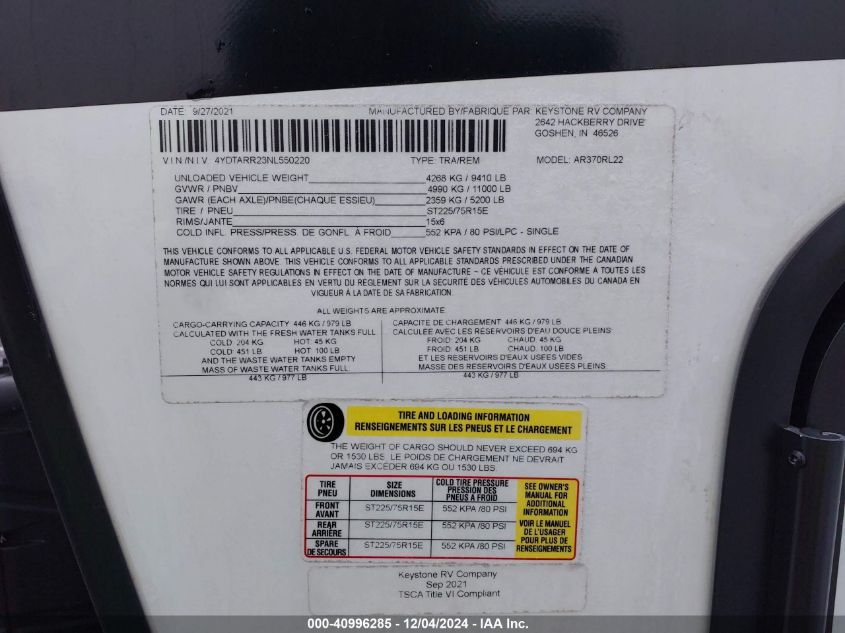 DATE: 9/27/2021 MANUFACTURED BY/FABRIQUE PAR: KEYSTONE RV COMPANY
2642 HACKBERRY DRIVE
GOSHEN, IN 46526
V I N /N I V: 4YDTARR23NL550220 TYPE: TRA/REM MODEL: AR370RL22
UNLOADED VEHICLE WEIGHT 4268 KG / 9410 LB
GVWR / PNBV 4990 KG / 11000 LB
GAWR (EACH AXLE)/PNBE(CHAQUE ESSIEU) 2359 KG / 5200 LB
TIRE / PNEU ST225/75R15E
RIMS/JANTE 15x6
COLD INFL. PRESS/PRESS. DE GONFL À FROID 552 KPA / 80 PSI/LPC - SINGLE
THIS VEHICLE CONFORMS TO ALL APPLICABLE U.S. FEDERAL MOTOR VEHICLE SAFETY STANDARDS IN EFFECT ON THE DATE OF
MANUFACTURE SHOWN ABOVE. THIS VEHICLE CONFORMS TO ALL APPLICABLE STANDARDS PRESCRIBED UNDER THE CANADIAN
MOTOR VEHICLE SAFETY REGULATIONS IN EFFECT ON THE DATE OF MANUFACTURE – CE VÉHICULE EST CONFORME A TOUTES LES
NORMES QUI LUI SONT APPLICABLES EN VERTU DU REGLEMENT SUR LA SECURITÉ DES VÉHICULES AUTOMOBILES DU CANADA EN
VIGUEUR À LA DATE DE SA FABRICATION.
ALL WEIGHTS ARE APPROXIMATE
CARGO-CARRYING CAPACITY: 446 KG / 979 LB
CALCULATED WITH THE FRESH WATER TANKS FULL
COLD: 204 KG HOT: 45 KG
COLD: 451 LB HOT: 100 LB
AND THE WASTE WATER TANKS EMPTY
MASS OF WASTE WATER TANKS FULL
443 KG / 977 LB
CAPACITE DE CHARGEMENT: 446 KG / 979 LB
CALCULÉE AVEC LES RÉSERVOIRS D'EAU DOUCE PLEINS:
FROID: 204 KG CHAUD: 45 KG
FROID: 451 LB CHAUD: 100 LB
ET LES RESERVOIRS D'EAUX USÉES VIDES
MASSE DES RESERVOIRS D'EAUX USÉES PLEINS
443 KG / 977 LB
TIRE AND LOADING INFORMATION
RENSEIGNEMENTS SUR LES PNEUS ET LE CHARGEMENT
THE WEIGHT OF CARGO SHOULD NEVER EXCEED 694 KG
OR 1530 LBS. LE POIDS DE CHARGEMENT NE DEVRAIT
JAMAIS EXCEDER 694 KG OU 1530 LBS.
TIRE
PNEU
SIZE
DIMENSIONS
COLD TIRE PRESSURE
PRESSION DES
PNEUS A FROID
FRONT
AVANT
ST225/75R15E 552 KPA /80 PSI
REAR
ARRIÈRE
ST225/75R15E 552 KPA /80 PSI
SPARE
DE SECOURS
ST225/75R15E 552 KPA /80 PSI
SEE OWNER'S
MANUAL FOR
ADDITIONAL
INFORMATION
VOIR LE MANUEL
DE L'USAGER
POUR PLUS DE
RENSEIGNEMENTS
Keystone RV Company
Sep 2021
TSCA Title VI Compliant
000-40996285 - 12/04/2024 - IAA Inc.